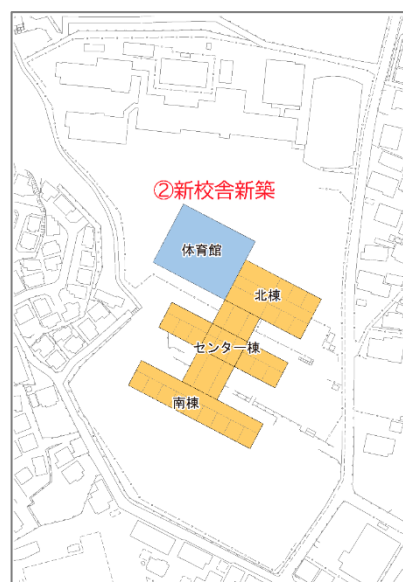 ②新校舎新築
体育館
北棟
センター棟
南棟